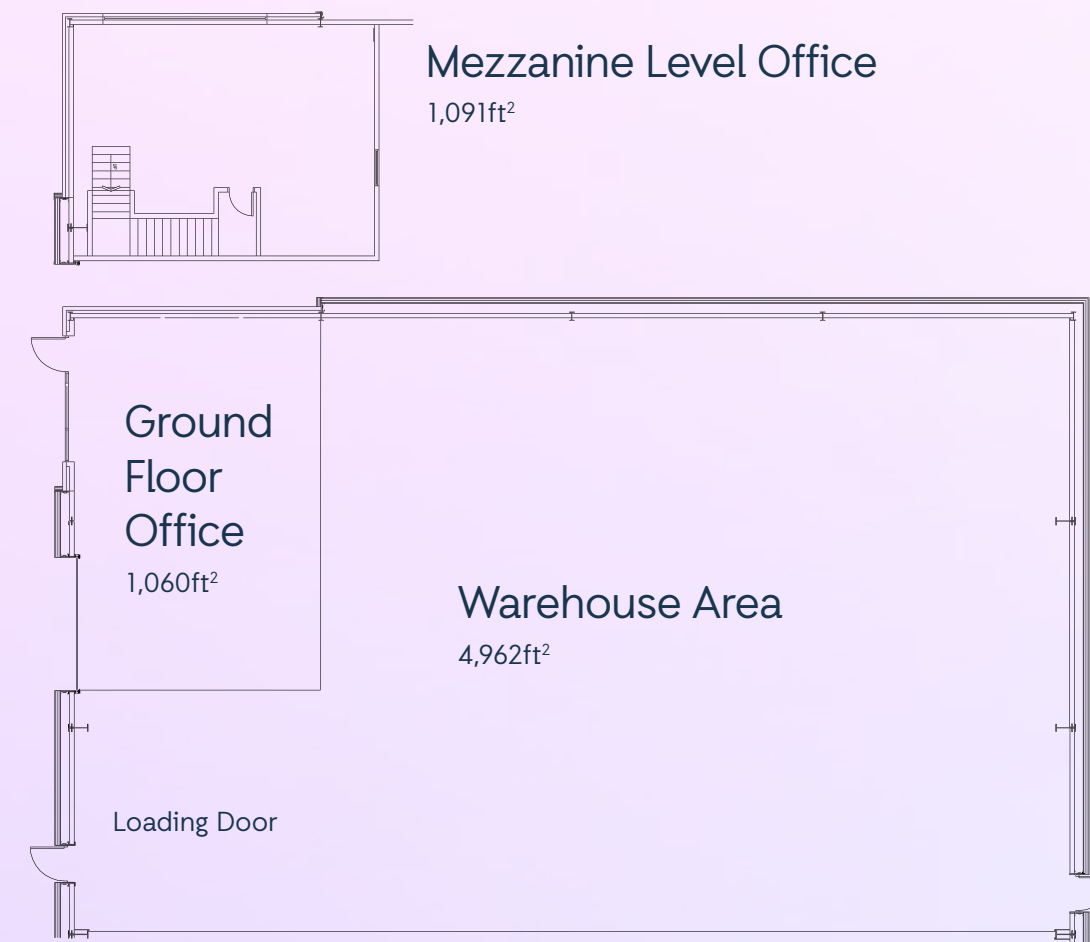 Mezzanine Level Office
1,091ft²
Ground
Floor
Office
1,060ft²
Warehouse Area
4,962ft²
Loading Door